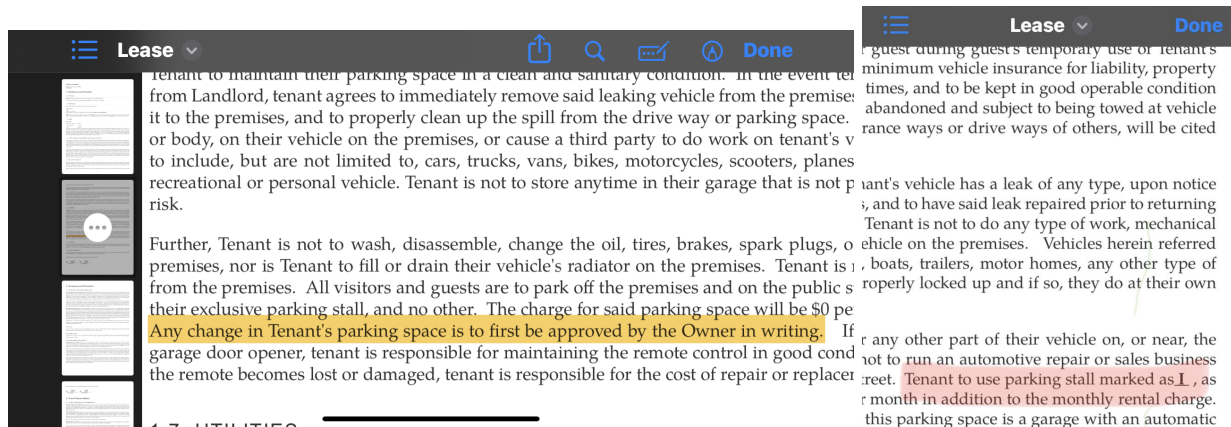 Lease
Done
Tenant to maintain their parking space in a clean and sanitary condition. In the event
from Landlord, tenant agrees to immediately remove said leaking vehicle from the premises
it to the premises, and to properly clean up the spill from the drive way or parking space.
or body, on their vehicle on the premises, or cause a third party to do work on tenant's v
to include, but are not limited to, cars, trucks, vans, bikes, motorcycles, scooters, planes
recreational or personal vehicle. Tenant is not to store anytime in their garage that is not p
risk.
Further, Tenant is not to wash, disassemble, change the oil, tires, brakes, spark plugs, o
premises, nor is Tenant to fill or drain their vehicle's radiator on the premises. Tenant is
from the premises. All visitors and guests are to park off the premises and on the public s
their exclusive parking stall, and no other. The charge for said parking space will be $0 pe
Any change in Tenant's parking space is to first be approved by the Owner in writing. If
garage door opener, tenant is responsible for maintaining the remote control in good cond
the remote becomes lost or damaged, tenant is responsible for the cost of repair or replacer
1.7 UTILITIES
Lease
Done
r guest during guest's temporary use of Tenant's
minimum vehicle insurance for liability, property
times, and to be kept in good operable condition
abandoned and subject to being towed at vehicle
rance ways or drive ways of others, will be cited
nant's vehicle has a leak of any type, upon notice
s, and to have said leak repaired prior to returning
Tenant is not to do any type of work, mechanical
ehicle on the premises. Vehicles herein referred
, boats, trailers, motor homes, any other type of
roperly locked up and if so, they do at their own
r any other part of their vehicle on, or near, the
not to run an automotive repair or sales business
treet. Tenant to use parking stall marked as I , as
r month in addition to the monthly rental charge.
this parking space is a garage with an automatic